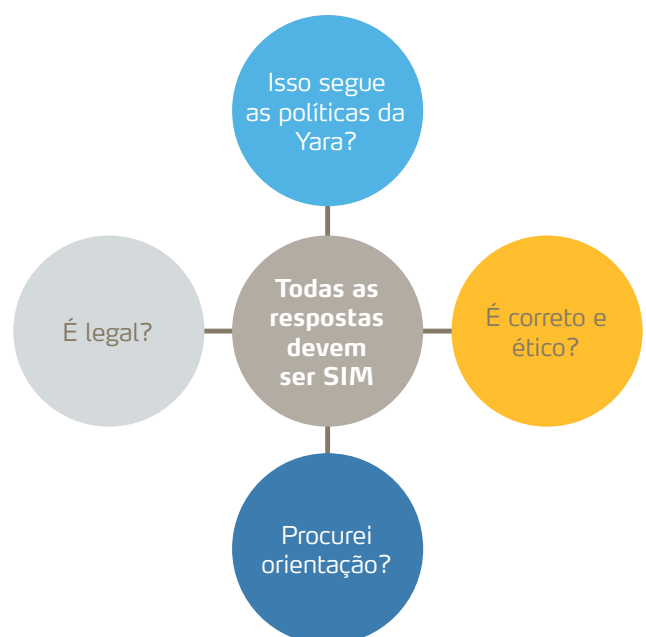 Isso segue
as políticas da
Yara?
É legal?
Todas as
respostas
devem
ser SIM
É correto e
ético?
Procurei
orientação?